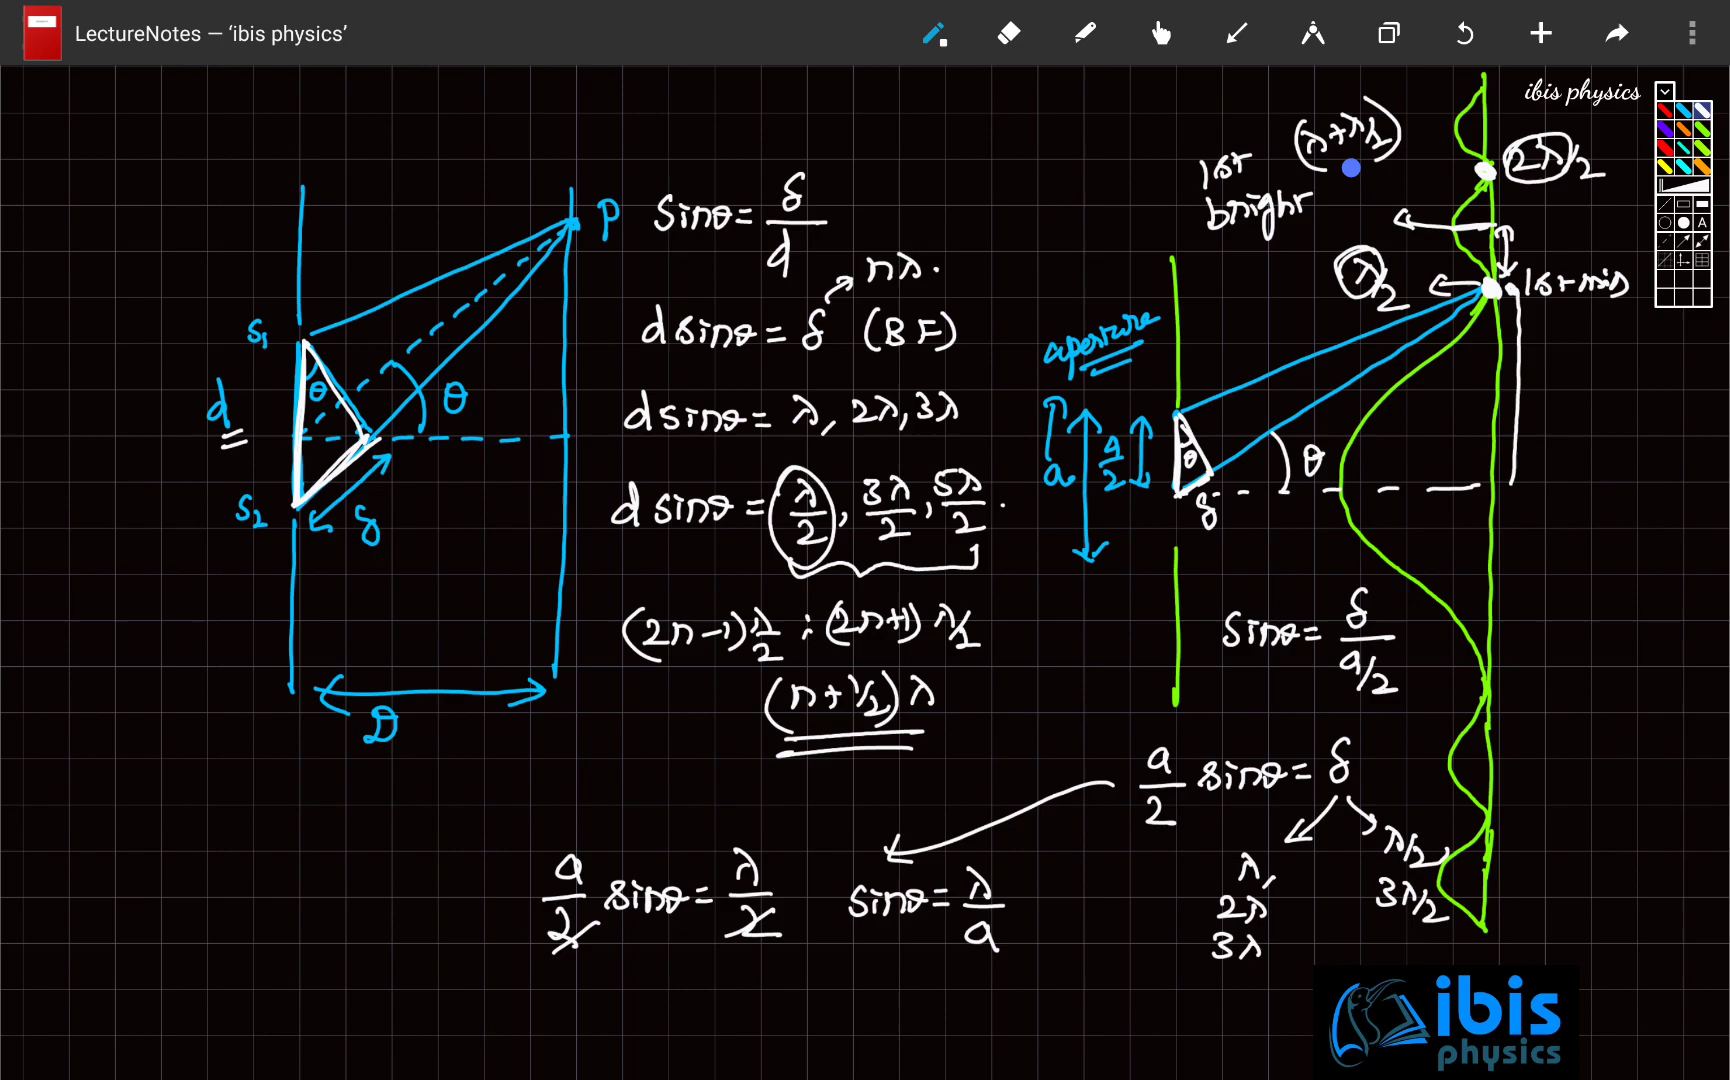 LectureNotes — ‘ibis physics’
ibis physics
S₁
S₂
d
θ
θ
δ
P
D
sinθ = δ/d
nλ.
d sinθ = δ (BF)
d sinθ = λ, 2λ, 3λ
d sinθ = λ/2, 3λ/2, 5λ/2.
(2n-1)λ/2 ; (2n+1) λ/2
(n+1/2) λ
a/2 sinθ = λ/2
sinθ = λ/a
1st
bright
(λ+λ/2)
2λ/2
λ/2
1st min
aperture
a
a/2
θ
θ
δ
sinθ = δ/a/2
a/2 sinθ = δ
λ,
2λ
3λ
λ/2
3λ/2
A
ibis
physics